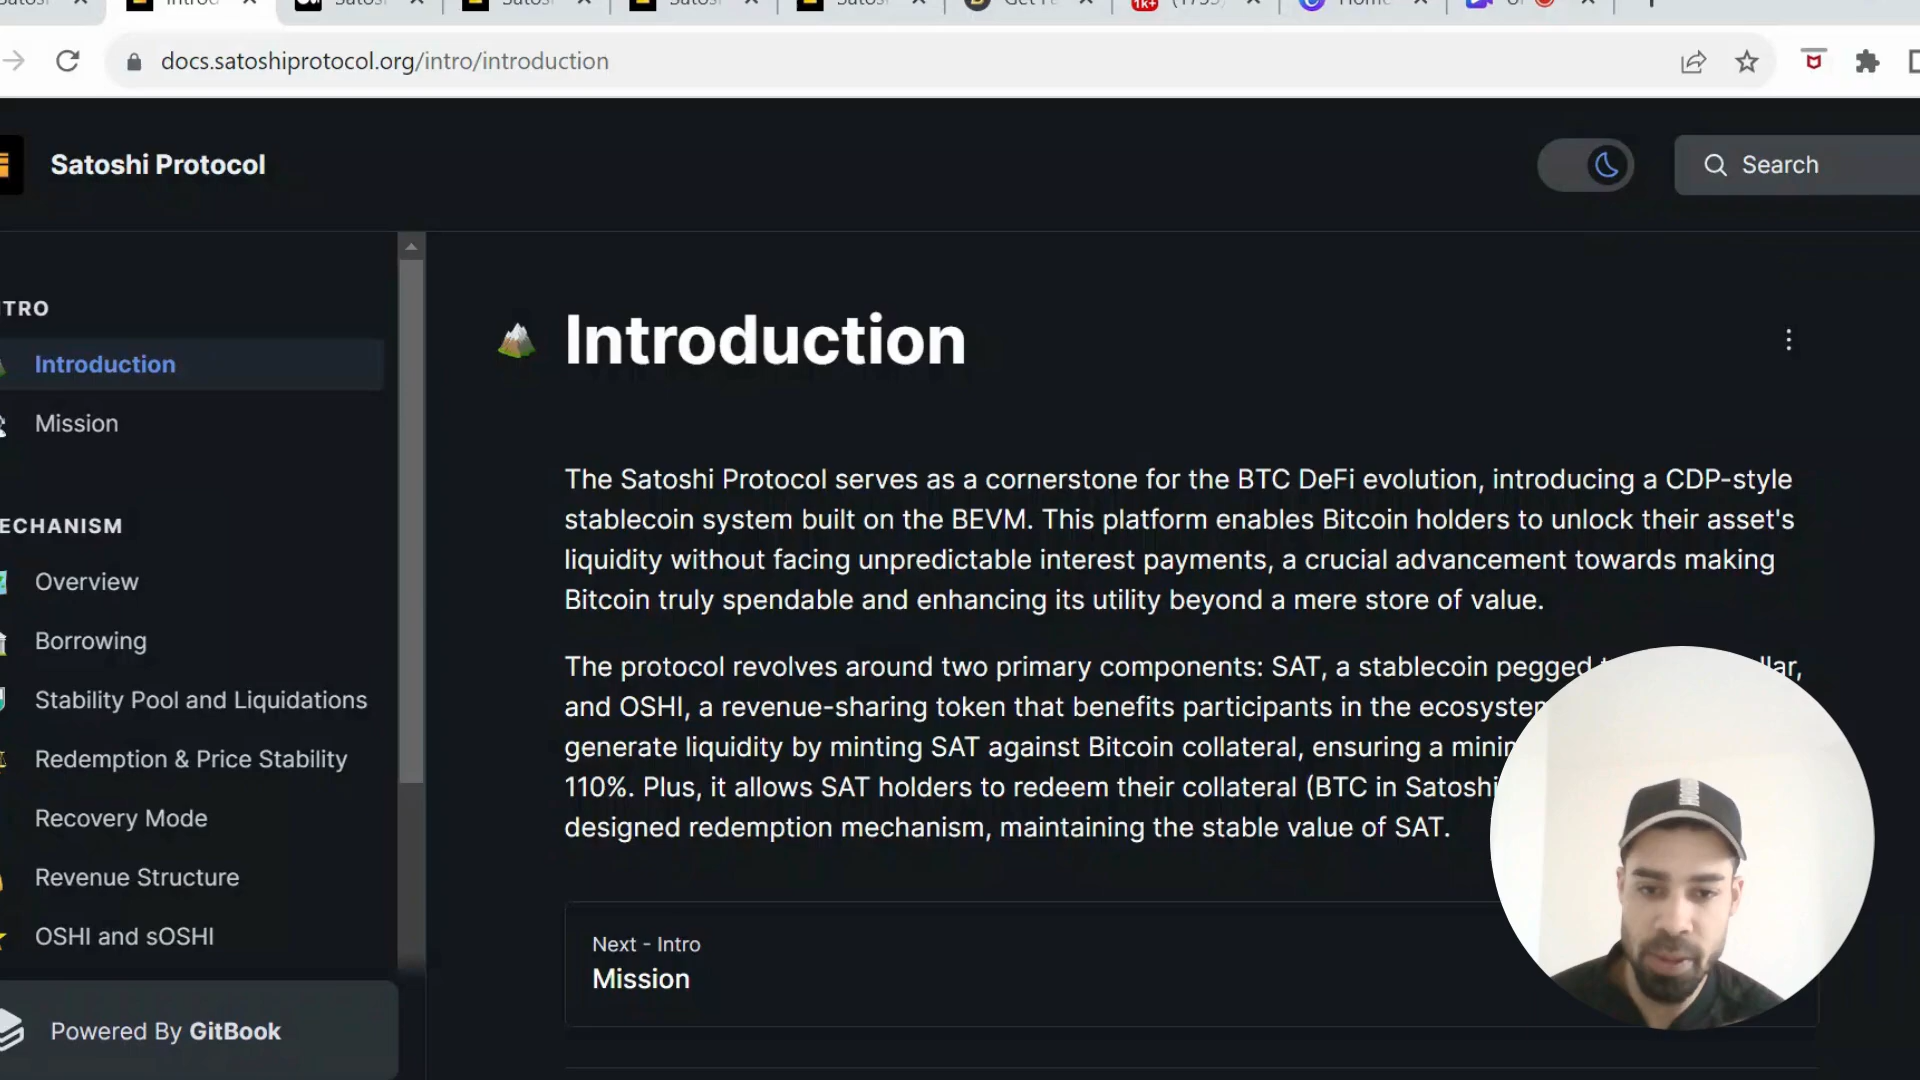 docs.satoshiprotocol.org/intro/introduction
Satoshi Protocol
Search
Introduction
Mission
Overview
Borrowing
Stability Pool and Liquidations
Redemption & Price Stability
Recovery Mode
Revenue Structure
OSHI and sOSHI
Powered By GitBook
Introduction
The Satoshi Protocol serves as a cornerstone for the BTC DeFi evolution, introducing a CDP-style
stablecoin system built on the BEVM. This platform enables Bitcoin holders to unlock their asset's
liquidity without facing unpredictable interest payments, a crucial advancement towards making
Bitcoin truly spendable and enhancing its utility beyond a mere store of value.
The protocol revolves around two primary components: SAT, a stablecoin pegged
and OSHI, a revenue-sharing token that benefits participants in the
generate liquidity by minting SAT against Bitcoin collateral, ensuring a
110%. Plus, it allows SAT holders to redeem their collateral (BTC in Satoshi
designed redemption mechanism, maintaining the stable value of SAT.
Next - Intro
Mission